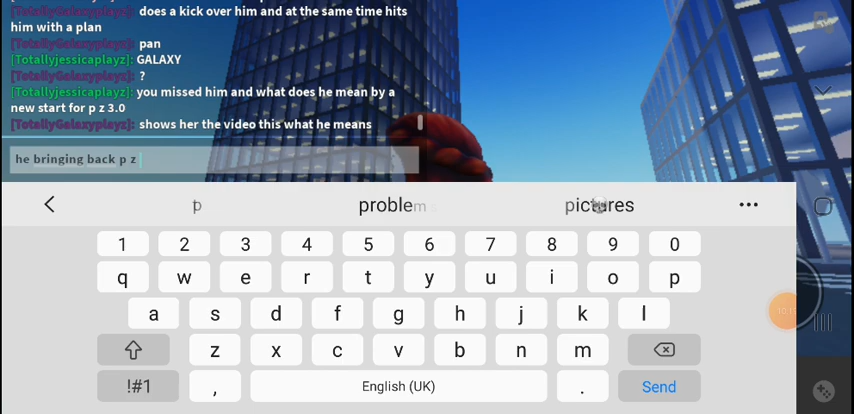 [TotallyGalaxyplayz]: does a kick over him and at the same time hits
him with a plan
[TotallyGalaxyplayz]: pan
[Totallyjessicaplayz]: GALAXY
[TotallyGalaxyplayz]: ?
[Totallyjessicaplayz]: you missed him and what does he mean by a
new start for p z 3.0
[TotallyGalaxyplayz]: shows her the video this what he means
he bringing back p z
p problem pictures
1 2 3 4 5 6 7 8 9 0
q w e r t y u i o p
a s d f g h j k l
z x c v b n m
!#1 , English (UK) . Send